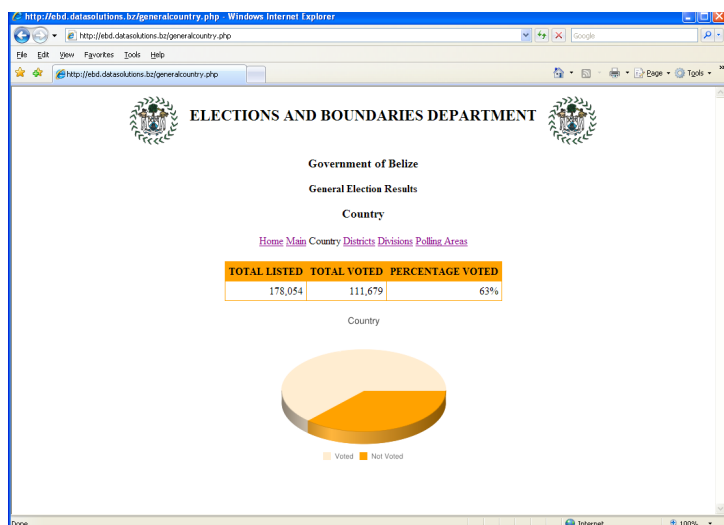 http://ebd.datasolutions.bz/generalcountry.php - Windows Internet Explorer
http://ebd.datasolutions.bz/generalcountry.php
Google
File Edit View Favorites Tools Help
http://ebd.datasolutions.bz/generalcountry.php
Page Tools
ELECTIONS AND BOUNDARIES DEPARTMENT
Government of Belize
General Election Results
Country
Home Main Country Districts Divisions Polling Areas
TOTAL LISTED TOTAL VOTED PERCENTAGE VOTED
178,054 111,679 63%
Country
Voted Not Voted
Done Internet 100%